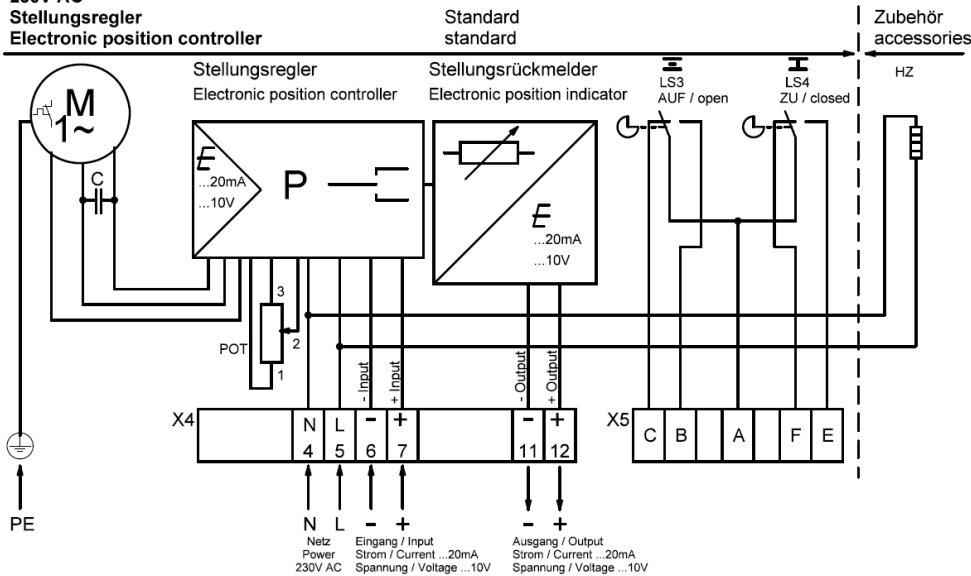 Stellungsregler
Electronic position controller
Standard
standard
Zubehör
accessories
Stellungsregler
Electronic position controller
Stellungsrückmelder
Electronic position indicator
LS3
AUF / open
LS4
ZU / closed
HZ
M
1~
C
E
...20mA
...10V
P
E
...20mA
...10V
POT
3
2
1
- Input
+ Input
- Output
+ Output
X4
N
L
-
+
-
+
4
5
6
7
11
12
X5
C
B
A
F
E
PE
N
L
-
+
-
+
Netz
Power
230V AC
Eingang / Input
Strom / Current ...20mA
Spannung / Voltage ...10V
Ausgang / Output
Strom / Current ...20mA
Spannung / Voltage ...10V